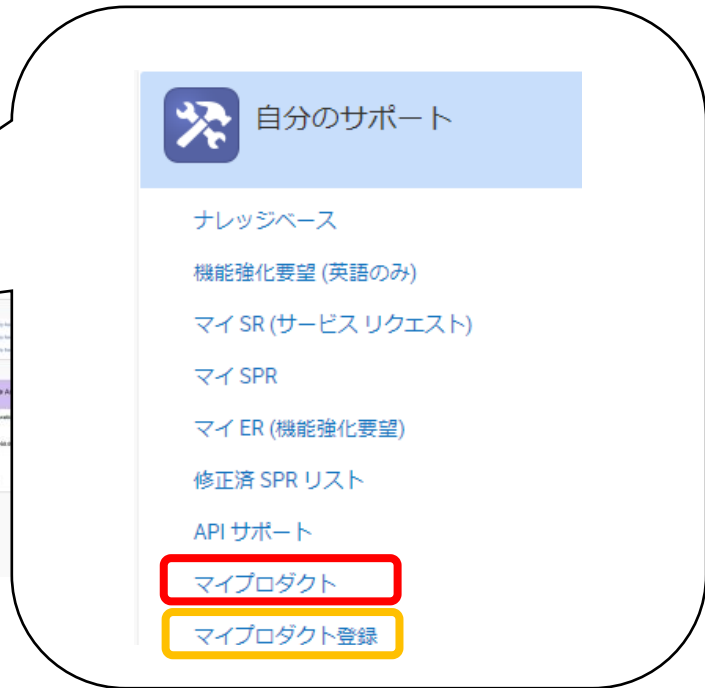 自分のサポート
ナレッジベース
機能強化要望 (英語のみ)
マイ SR (サービス リクエスト)
マイ SPR
マイ ER (機能強化要望)
修正済 SPR リスト
API サポート
マイプロダクト
マイプロダクト登録